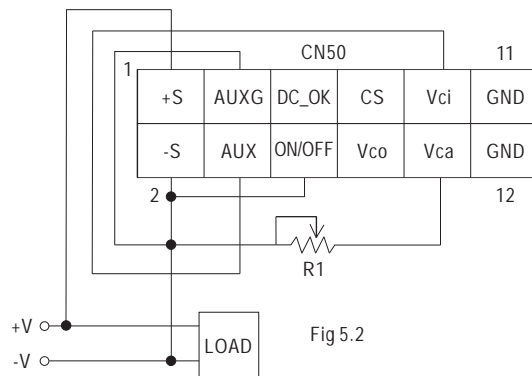 CN50
1
11
+S AUXG DC_OK CS Vci GND
-S AUX ON/OFF Vco Vca GND
2
12
R1
+V
-V
LOAD
Fig 5.2